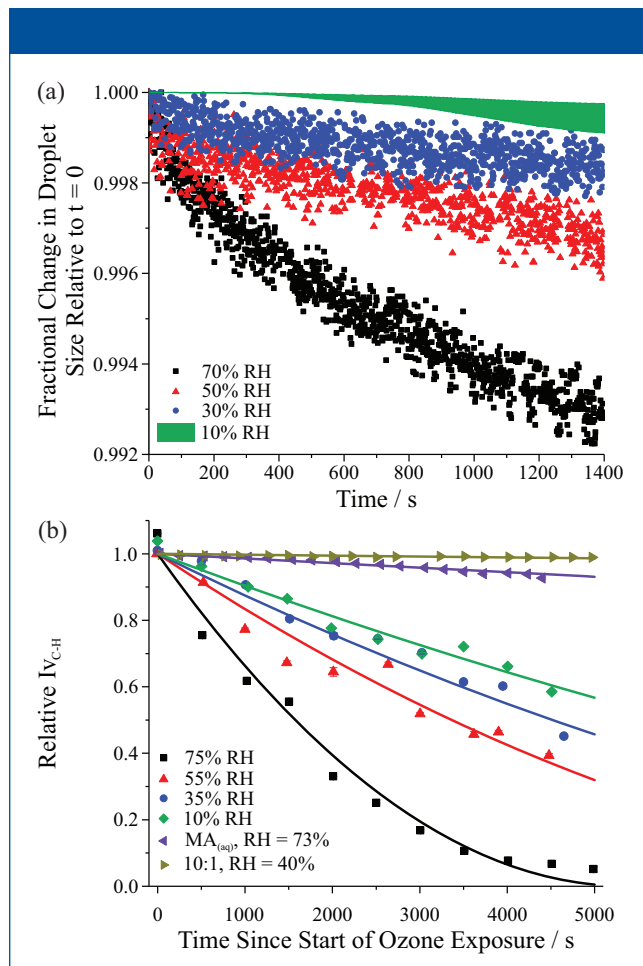 (a)
1.000
0.998
0.996
0.994
0.992
Fractional Change in Droplet
Size Relative to t = 0
70% RH
50% RH
30% RH
10% RH
0 200 400 600 800 1000 1200 1400
Time / s
(b)
1.0
0.8
0.6
0.4
0.2
0.0
Relative Iv C-H
75% RH
55% RH
35% RH
10% RH
MA(aq), RH = 73%
10:1, RH = 40%
0 1000 2000 3000 4000 5000
Time Since Start of Ozone Exposure / s